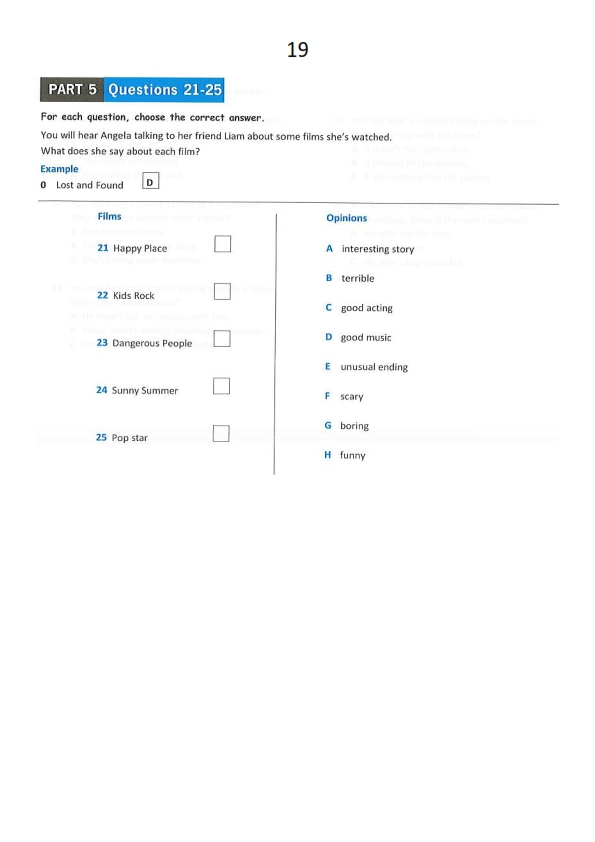 19
PART 5 Questions 21-25
For each question, choose the correct answer.
You will hear Angela talking to her friend Liam about some films she's watched.
What does she say about each film?
Example
0 Lost and Found D
Films
21 Happy Place
22 Kids Rock
23 Dangerous People
24 Sunny Summer
25 Pop star
Opinions
A interesting story
B terrible
C good acting
D good music
E unusual ending
F scary
G boring
H funny